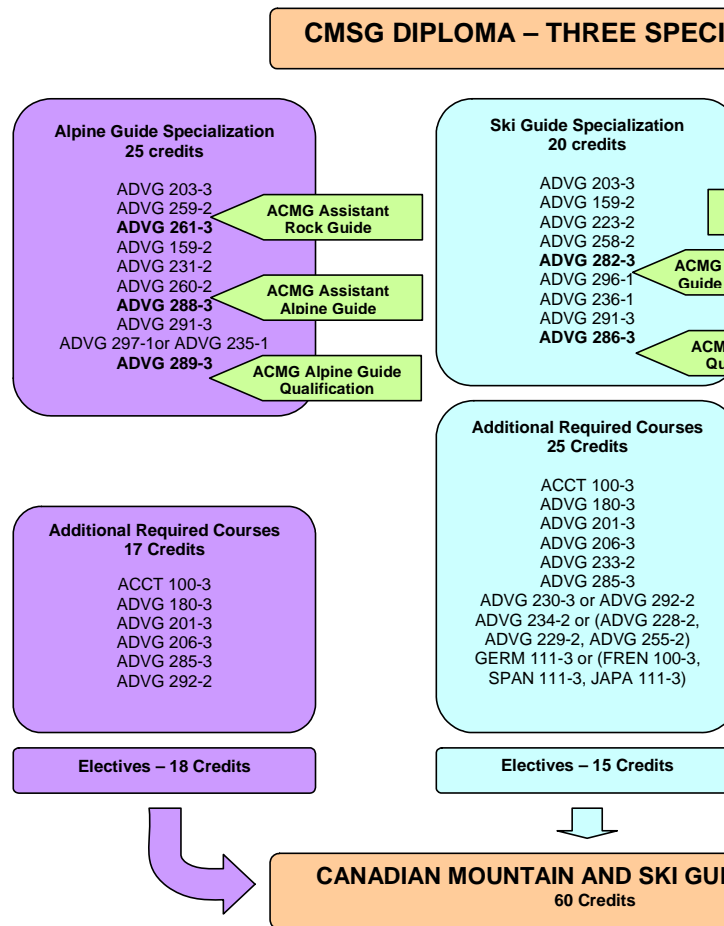 CMSG DIPLOMA – THREE SPECI
Alpine Guide Specialization
25 credits
ADVG 203-3
ADVG 259-2
ADVG 261-3
ADVG 159-2
ADVG 231-2
ADVG 260-2
ADVG 288-3
ADVG 291-3
ADVG 297-1or ADVG 235-1
ADVG 289-3
ACMG Assistant
Rock Guide
ACMG Assistant
Alpine Guide
ACMG Alpine Guide
Qualification
Additional Required Courses
17 Credits
ACCT 100-3
ADVG 180-3
ADVG 201-3
ADVG 206-3
ADVG 285-3
ADVG 292-2
Electives – 18 Credits
Ski Guide Specialization
20 credits
ADVG 203-3
ADVG 159-2
ADVG 223-2
ADVG 258-2
ADVG 282-3
ADVG 296-1
ADVG 236-1
ADVG 291-3
ADVG 286-3
ACMG
Guide
ACM
Qu
Additional Required Courses
25 Credits
ACCT 100-3
ADVG 180-3
ADVG 201-3
ADVG 206-3
ADVG 233-2
ADVG 285-3
ADVG 230-3 or ADVG 292-2
ADVG 234-2 or (ADVG 228-2,
ADVG 229-2, ADVG 255-2)
GERM 111-3 or (FREN 100-3,
SPAN 111-3, JAPA 111-3)
Electives – 15 Credits
CANADIAN MOUNTAIN AND SKI GUI
60 Credits